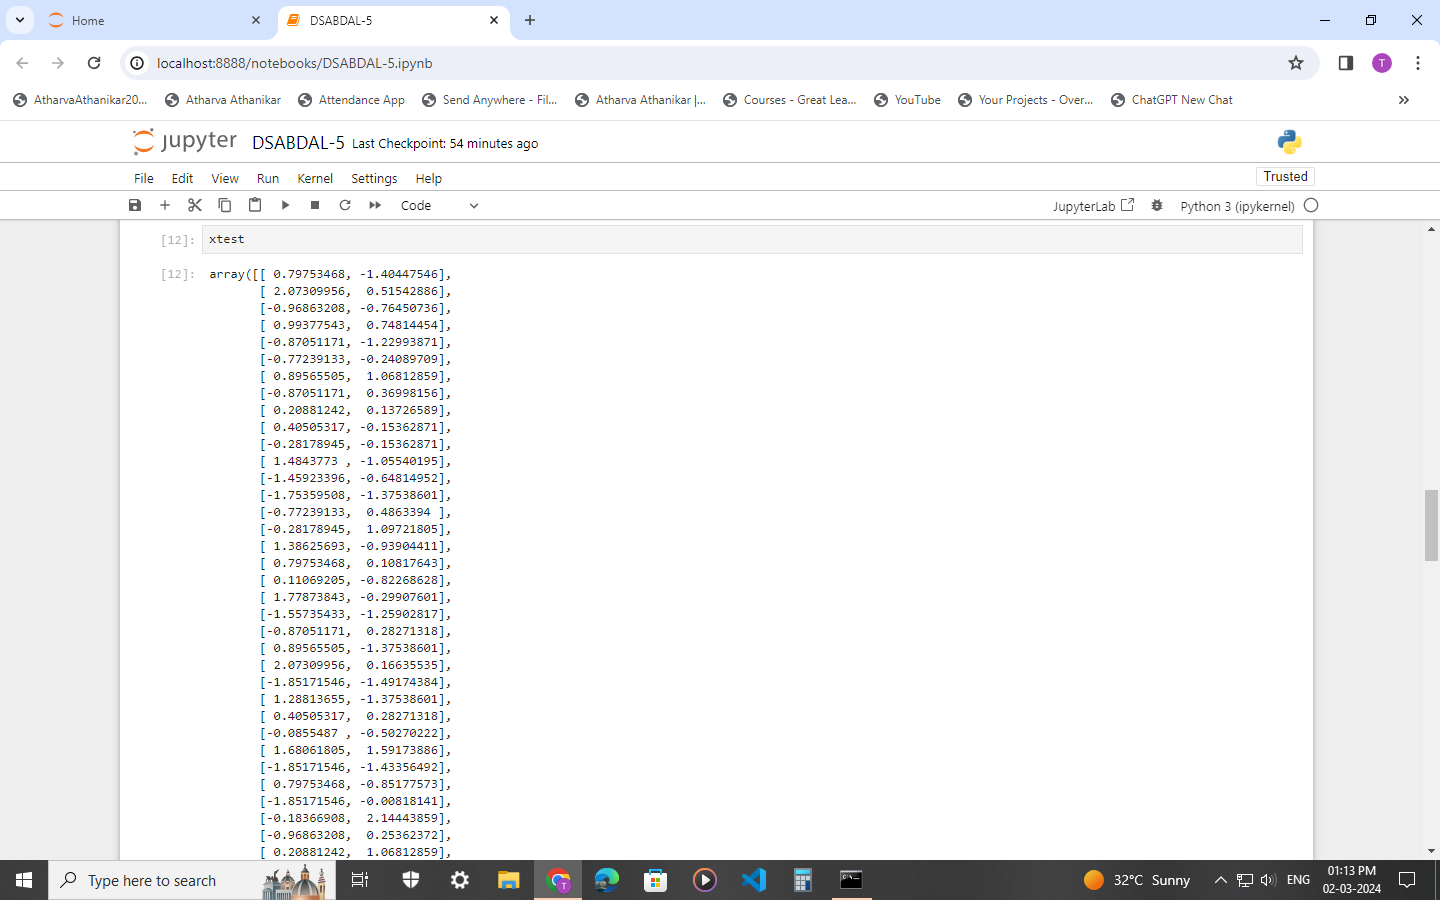 Home
DSABDAL-5
localhost:8888/notebooks/DSABDAL-5.ipynb
T
AtharvaAthanikar20...
Atharva Athanikar
Attendance App
Send Anywhere - Fil...
Atharva Athanikar |...
Courses - Great Lea...
YouTube
Your Projects - Over...
ChatGPT New Chat
jupyter DSABDAL-5 Last Checkpoint: 54 minutes ago
File Edit View Run Kernel Settings Help
Trusted
Code
JupyterLab
Python 3 (ipykernel)
[12]: xtest
[12]: array([[ 0.79753468, -1.40447546],
[ 2.07309956,  0.51542886],
[-0.96863208, -0.76450736],
[ 0.99377543,  0.74814454],
[-0.87051171, -1.22993871],
[-0.77239133, -0.24089709],
[ 0.89565505,  1.06812859],
[-0.87051171,  0.36998156],
[ 0.20881242,  0.13726589],
[ 0.40505317, -0.15362871],
[-0.28178945, -0.15362871],
[ 1.4843773 , -1.05540195],
[-1.45923396, -0.64814952],
[-1.75359508, -1.37538601],
[-0.77239133,  0.4863394 ],
[-0.28178945,  1.09721805],
[ 1.38625693, -0.93904411],
[ 0.79753468,  0.10817643],
[ 0.11069205, -0.82268628],
[ 1.77873843, -0.29907601],
[-1.55735433, -1.25902817],
[-0.87051171,  0.28271318],
[ 0.89565505, -1.37538601],
[ 2.07309956,  0.16635535],
[-1.85171546, -1.49174384],
[ 1.28813655, -1.37538601],
[ 0.40505317,  0.28271318],
[-0.0855487 , -0.50270222],
[ 1.68061805,  1.59173886],
[-1.85171546, -1.43356492],
[ 0.79753468, -0.85177573],
[-1.85171546, -0.00818141],
[-0.18366908,  2.14443859],
[-0.96863208,  0.25362372],
[ 0.20881242,  1.06812859],
Type here to search
T
32°C Sunny
ENG
01:13 PM
02-03-2024